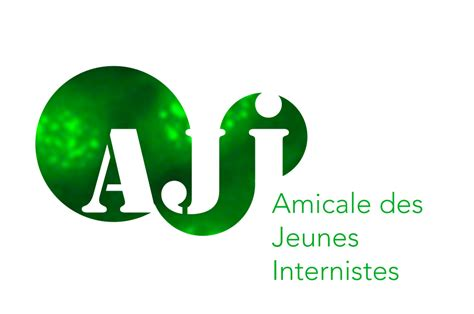 AJi
Amicale des
Jeunes
Internistes